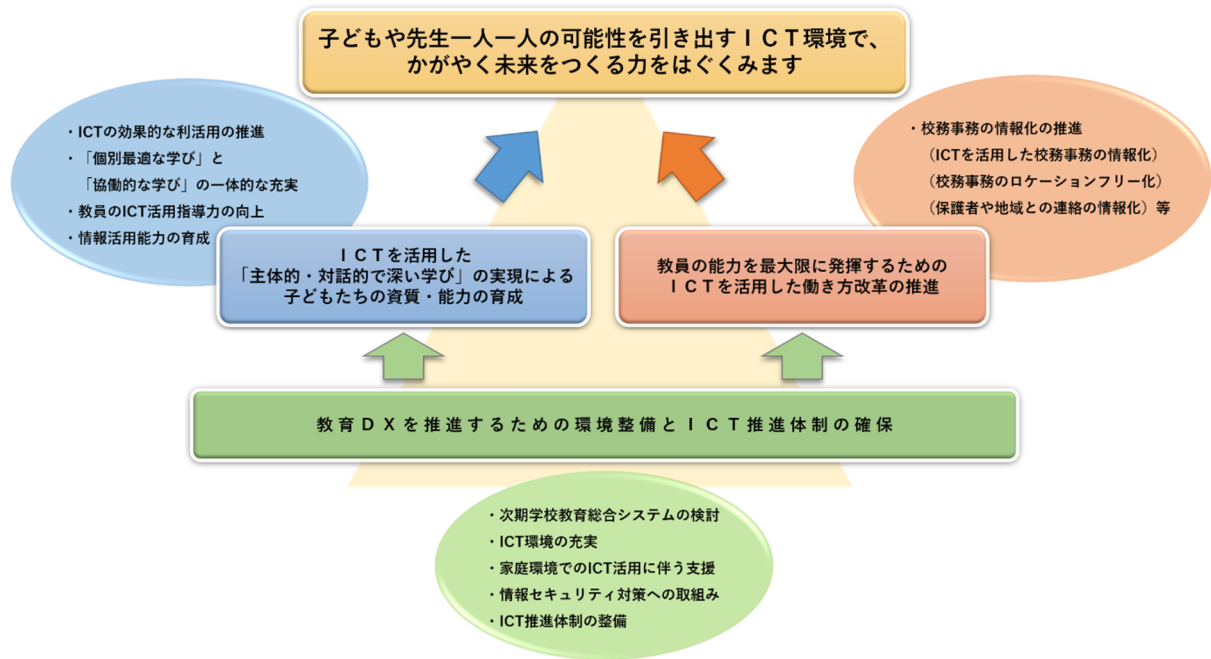 子どもや先生一人一人の可能性を引き出すＩＣＴ環境で、
かがやく未来をつくる力をはぐくみます
・ICTの効果的な利活用の推進
・「個別最適な学び」と
「協働的な学び」の一体的な充実
・教員のICT活用指導力の向上
・情報活用能力の育成
・校務事務の情報化の推進
（ICTを活用した校務事務の情報化）
（校務事務のロケーションフリー化）
（保護者や地域との連絡の情報化）等
ＩＣＴを活用した
「主体的・対話的で深い学び」の実現による
子どもたちの資質・能力の育成
教員の能力を最大限に発揮するための
ＩＣＴを活用した働き方改革の推進
教育ＤＸを推進するための環境整備とＩＣＴ推進体制の確保
・次期学校教育総合システムの検討
・ICT環境の充実
・家庭環境でのICT活用に伴う支援
・情報セキュリティ対策への取組み
・ICT推進体制の整備